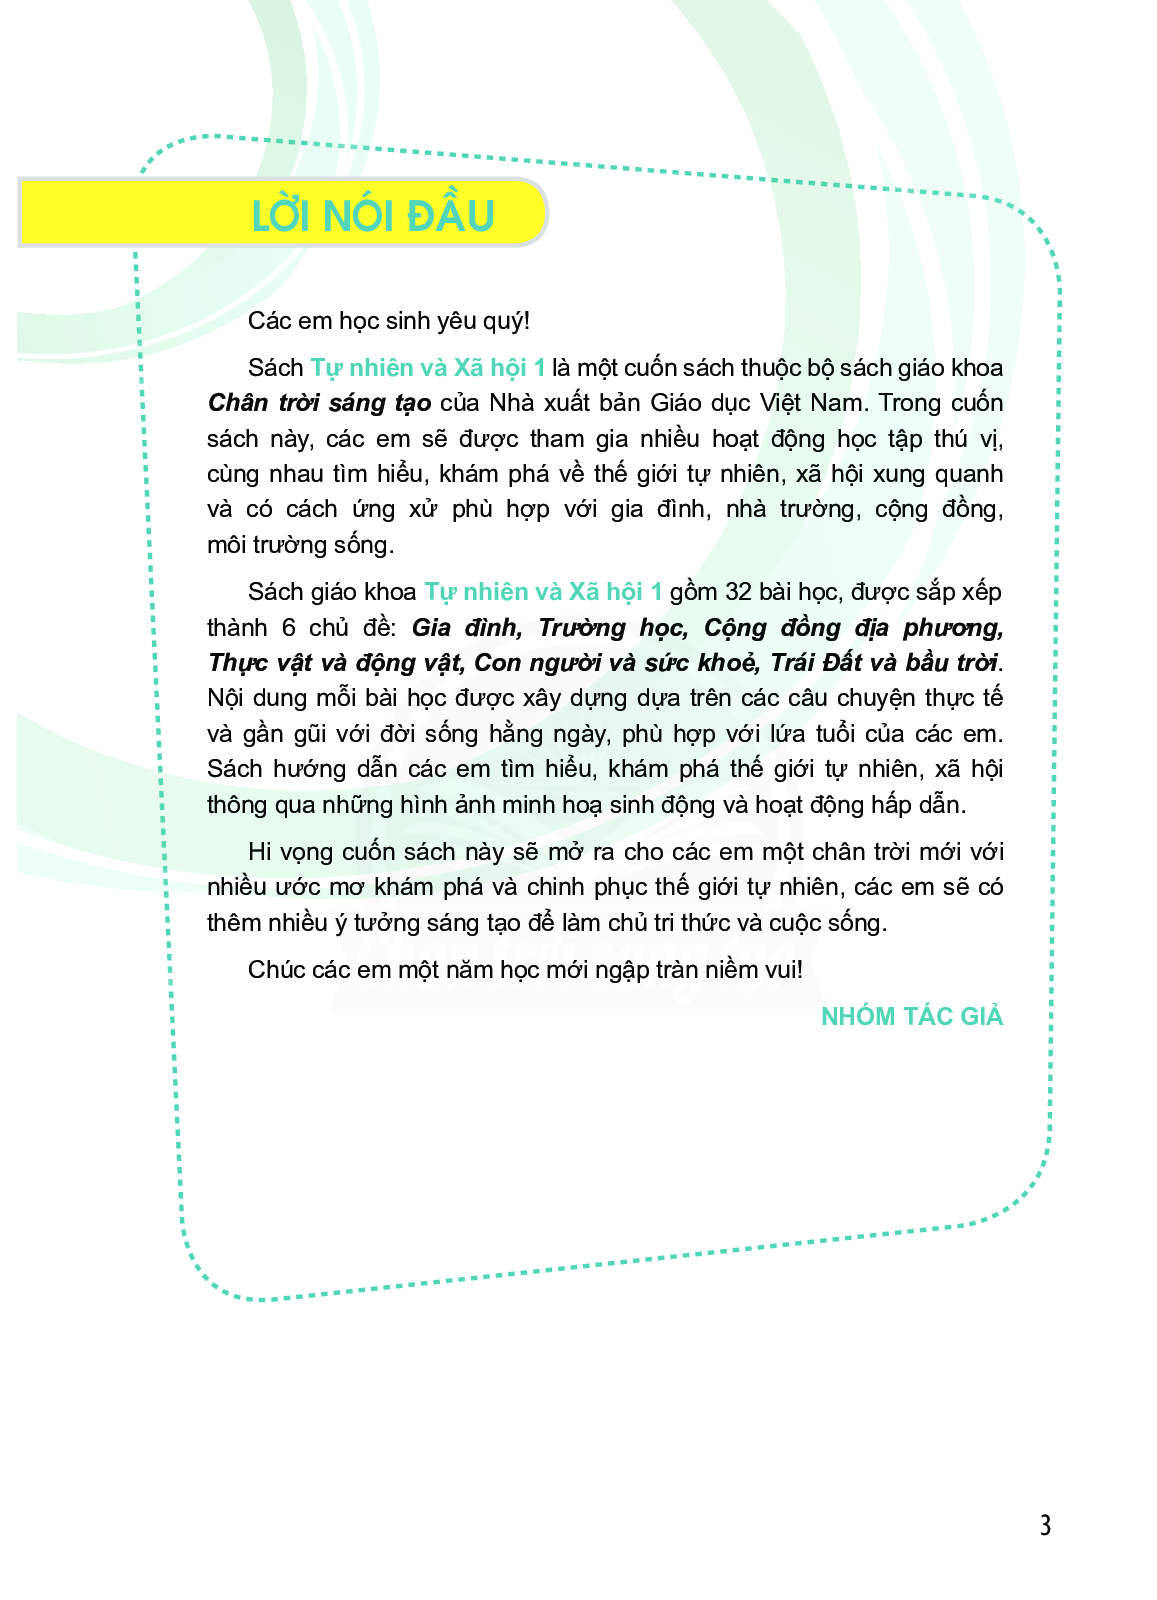 LỜI NÓI ĐẦU
Các em học sinh yêu quý!
Sách Tự nhiên và Xã hội 1 là một cuốn sách thuộc bộ sách giáo khoa
Chân trời sáng tạo của Nhà xuất bản Giáo dục Việt Nam. Trong cuốn
sách này, các em sẽ được tham gia nhiều hoạt động học tập thú vị,
cùng nhau tìm hiểu, khám phá về thế giới tự nhiên, xã hội xung quanh
và có cách ứng xử phù hợp với gia đình, nhà trường, cộng đồng,
môi trường sống.
Sách giáo khoa Tự nhiên và Xã hội 1 gồm 32 bài học, được sắp xếp
thành 6 chủ đề: Gia đình, Trường học, Cộng đồng địa phương,
Thực vật và động vật, Con người và sức khoẻ, Trái Đất và bầu trời.
Nội dung mỗi bài học được xây dựng dựa trên các câu chuyện thực tế
và gần gũi với đời sống hằng ngày, phù hợp với lứa tuổi của các em.
Sách hướng dẫn các em tìm hiểu, khám phá thế giới tự nhiên, xã hội
thông qua những hình ảnh minh hoạ sinh động và hoạt động hấp dẫn.
Hi vọng cuốn sách này sẽ mở ra cho các em một chân trời mới với
nhiều ước mơ khám phá và chinh phục thế giới tự nhiên, các em sẽ có
thêm nhiều ý tưởng sáng tạo để làm chủ tri thức và cuộc sống.
Chân trời sáng tạo
Chúc các em một năm học mới ngập tràn niềm vui!
NHÓM TÁC GIẢ
3